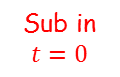 Sub in
t = 0